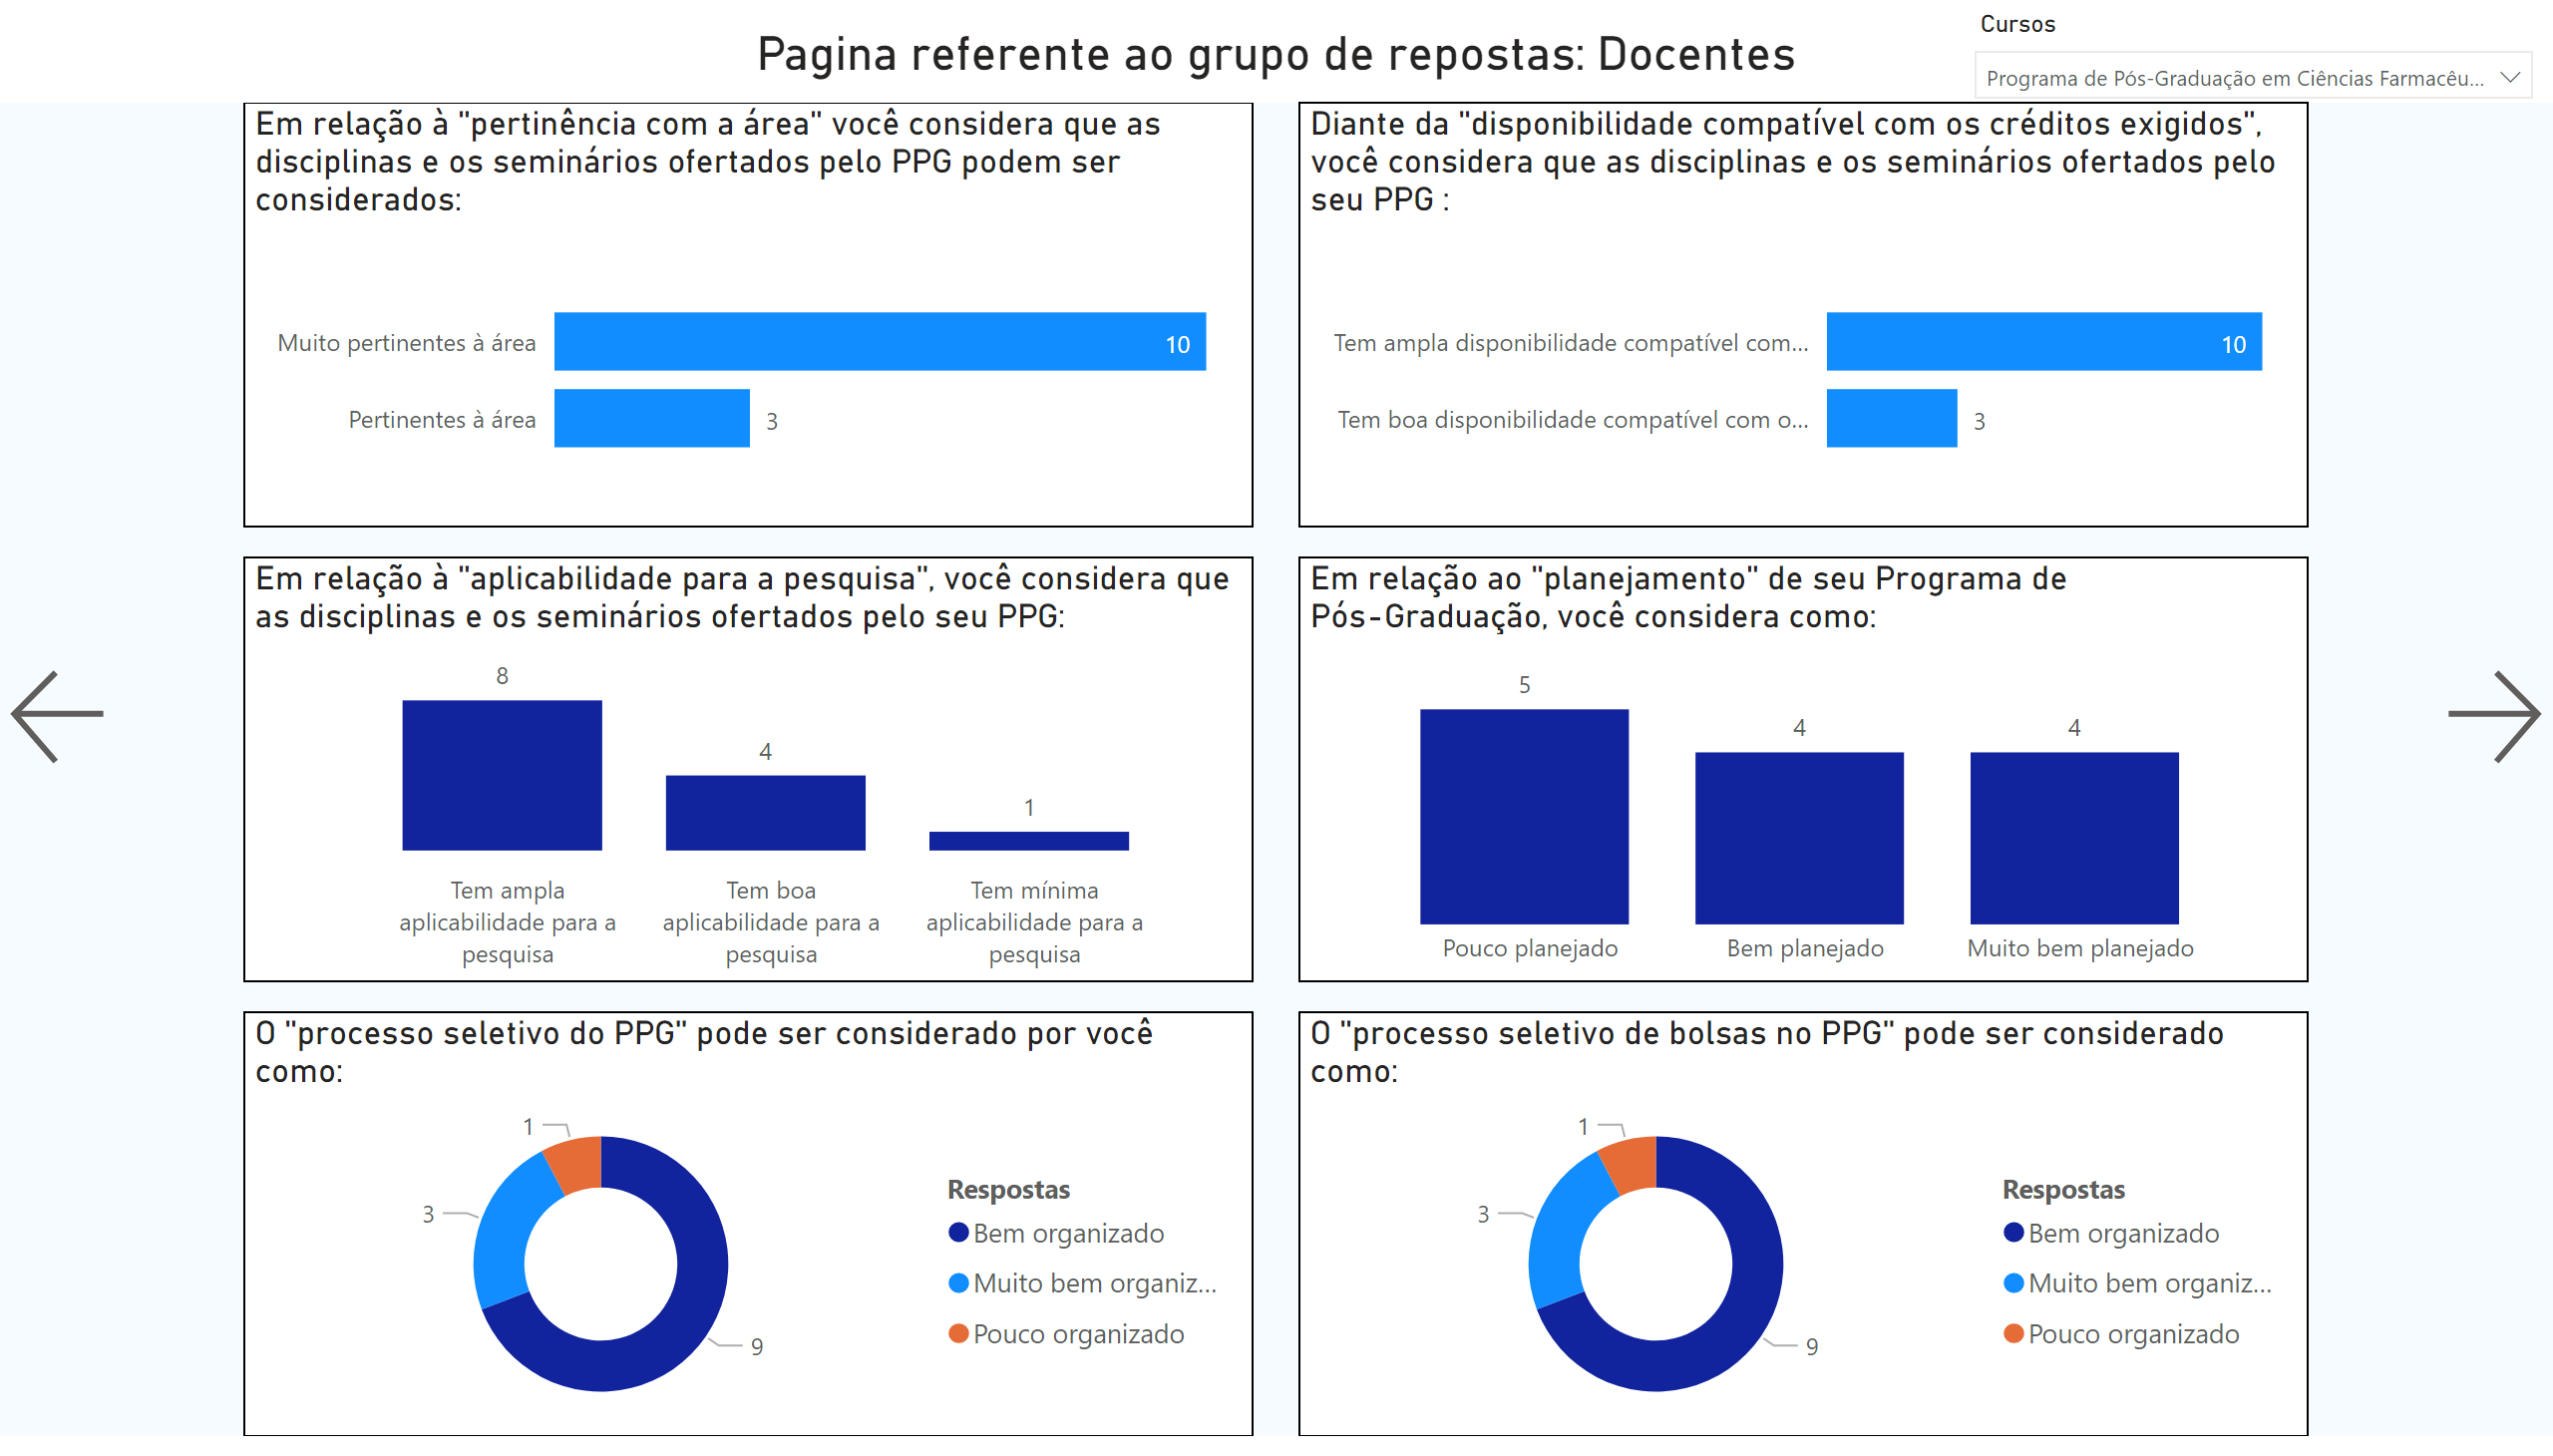 Pagina referente ao grupo de repostas: Docentes
Cursos
Programa de Pós-Graduação em Ciências Farmacêu...
Em relação à "pertinência com a área" você considera que as
disciplinas e os seminários ofertados pelo PPG podem ser
considerados:
Muito pertinentes à área
10
Pertinentes à área
3
Diante da "disponibilidade compatível com os créditos exigidos",
você considera que as disciplinas e os seminários ofertados pelo
seu PPG :
Tem ampla disponibilidade compatível com...
10
Tem boa disponibilidade compatível com o...
3
Em relação à "aplicabilidade para a pesquisa", você considera que
as disciplinas e os seminários ofertados pelo seu PPG:
8
4
1
Tem ampla
aplicabilidade para a
pesquisa
Tem boa
aplicabilidade para a
pesquisa
Tem mínima
aplicabilidade para a
pesquisa
Em relação ao "planejamento" de seu Programa de
Pós-Graduação, você considera como:
5
4
4
Pouco planejado
Bem planejado
Muito bem planejado
O "processo seletivo do PPG" pode ser considerado por você
como:
1
3
9
Respostas
Bem organizado
Muito bem organiz...
Pouco organizado
O "processo seletivo de bolsas no PPG" pode ser considerado
como:
1
3
9
Respostas
Bem organizado
Muito bem organiz...
Pouco organizado